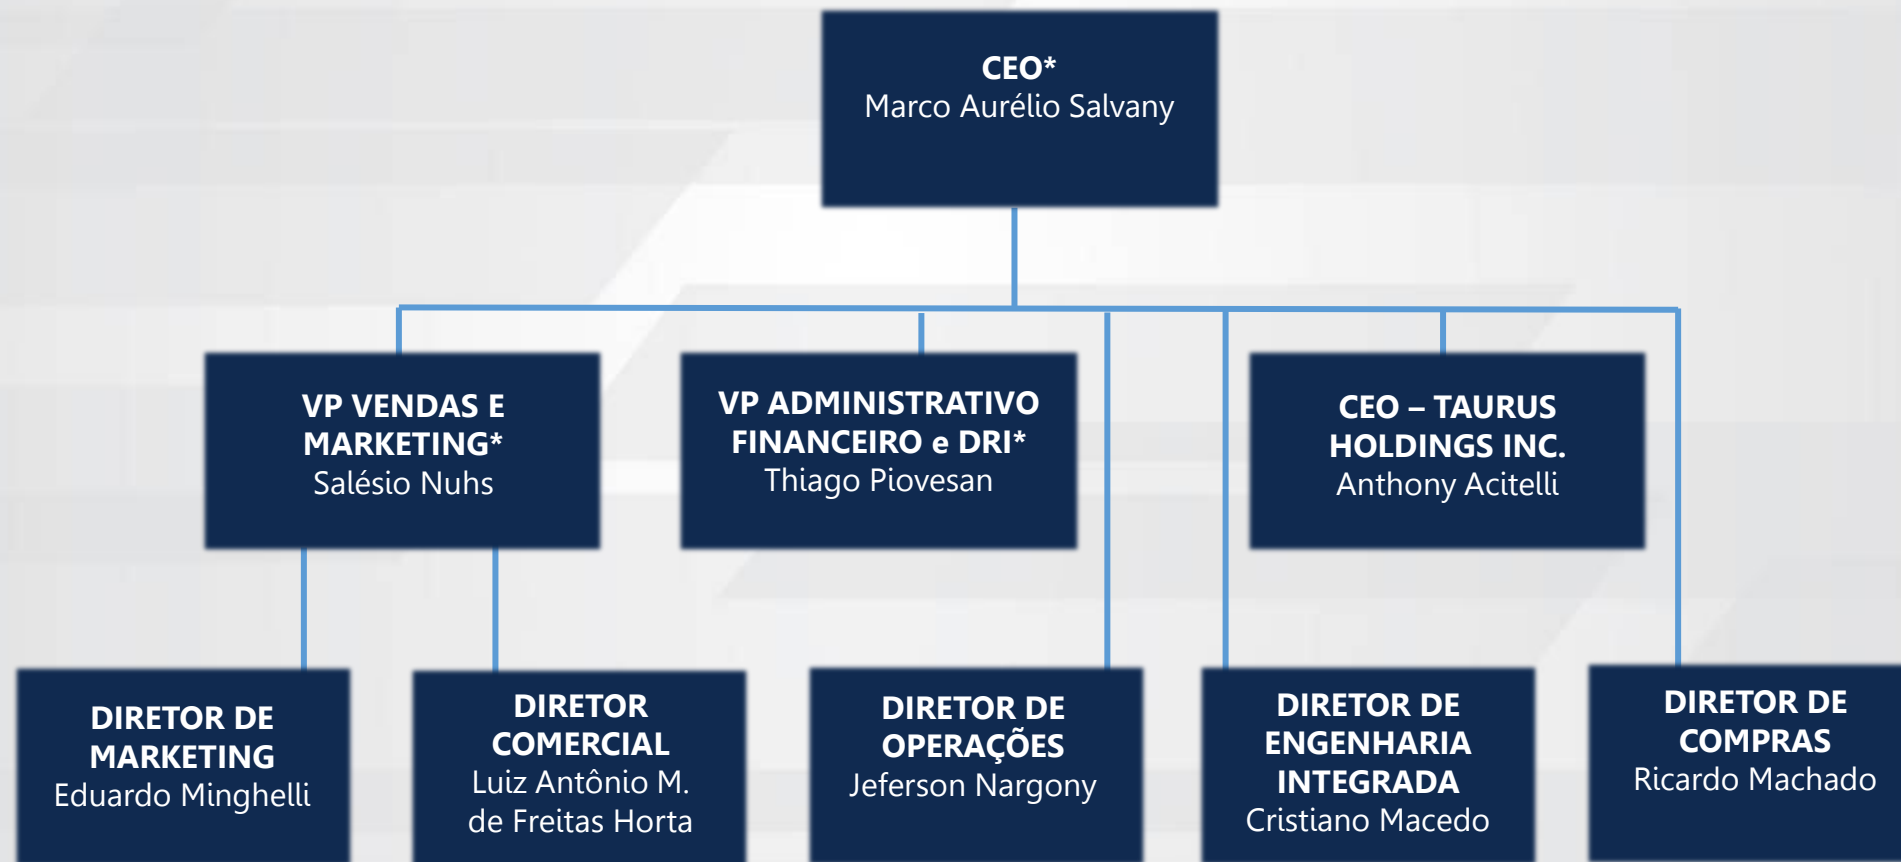 CEO*
Marco Aurélio Salvany
VP VENDAS E
MARKETING*
Salésio Nuhs
VP ADMINISTRATIVO
FINANCEIRO e DRI*
Thiago Piovesan
CEO – TAURUS
HOLDINGS INC.
Anthony Acitelli
DIRETOR DE
MARKETING
Eduardo Minghelli
DIRETOR
COMERCIAL
Luiz Antônio M.
de Freitas Horta
DIRETOR DE
OPERAÇÕES
Jeferson Nargony
DIRETOR DE
ENGENHARIA
INTEGRADA
Cristiano Macedo
DIRETOR DE
COMPRAS
Ricardo Machado